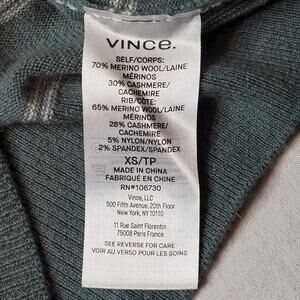 VINCE.
SELF/CORPS:
70% MERINO WOOL/LAINE
MÉRINOS
30% CASHMERE/
CACHEMIRE
RIB/CÔTE:
65% MERINO WOOL/LAINE
MÉRINOS
28% CASHMERE/
CACHEMIRE
5% NYLON/NYLON
2% SPANDEX/SPANDEX
XS/TP
MADE IN CHINA
FABRIQUÉ EN CHINE
RN#106730
Vince, LLC
500 Fifth Avenue, 20th Floor
New York, NY 10110
11 Rue Saint Florentin
75008 Paris France
SEE REVERSE FOR CARE
VOIR AU VERSO POUR LES SOINS